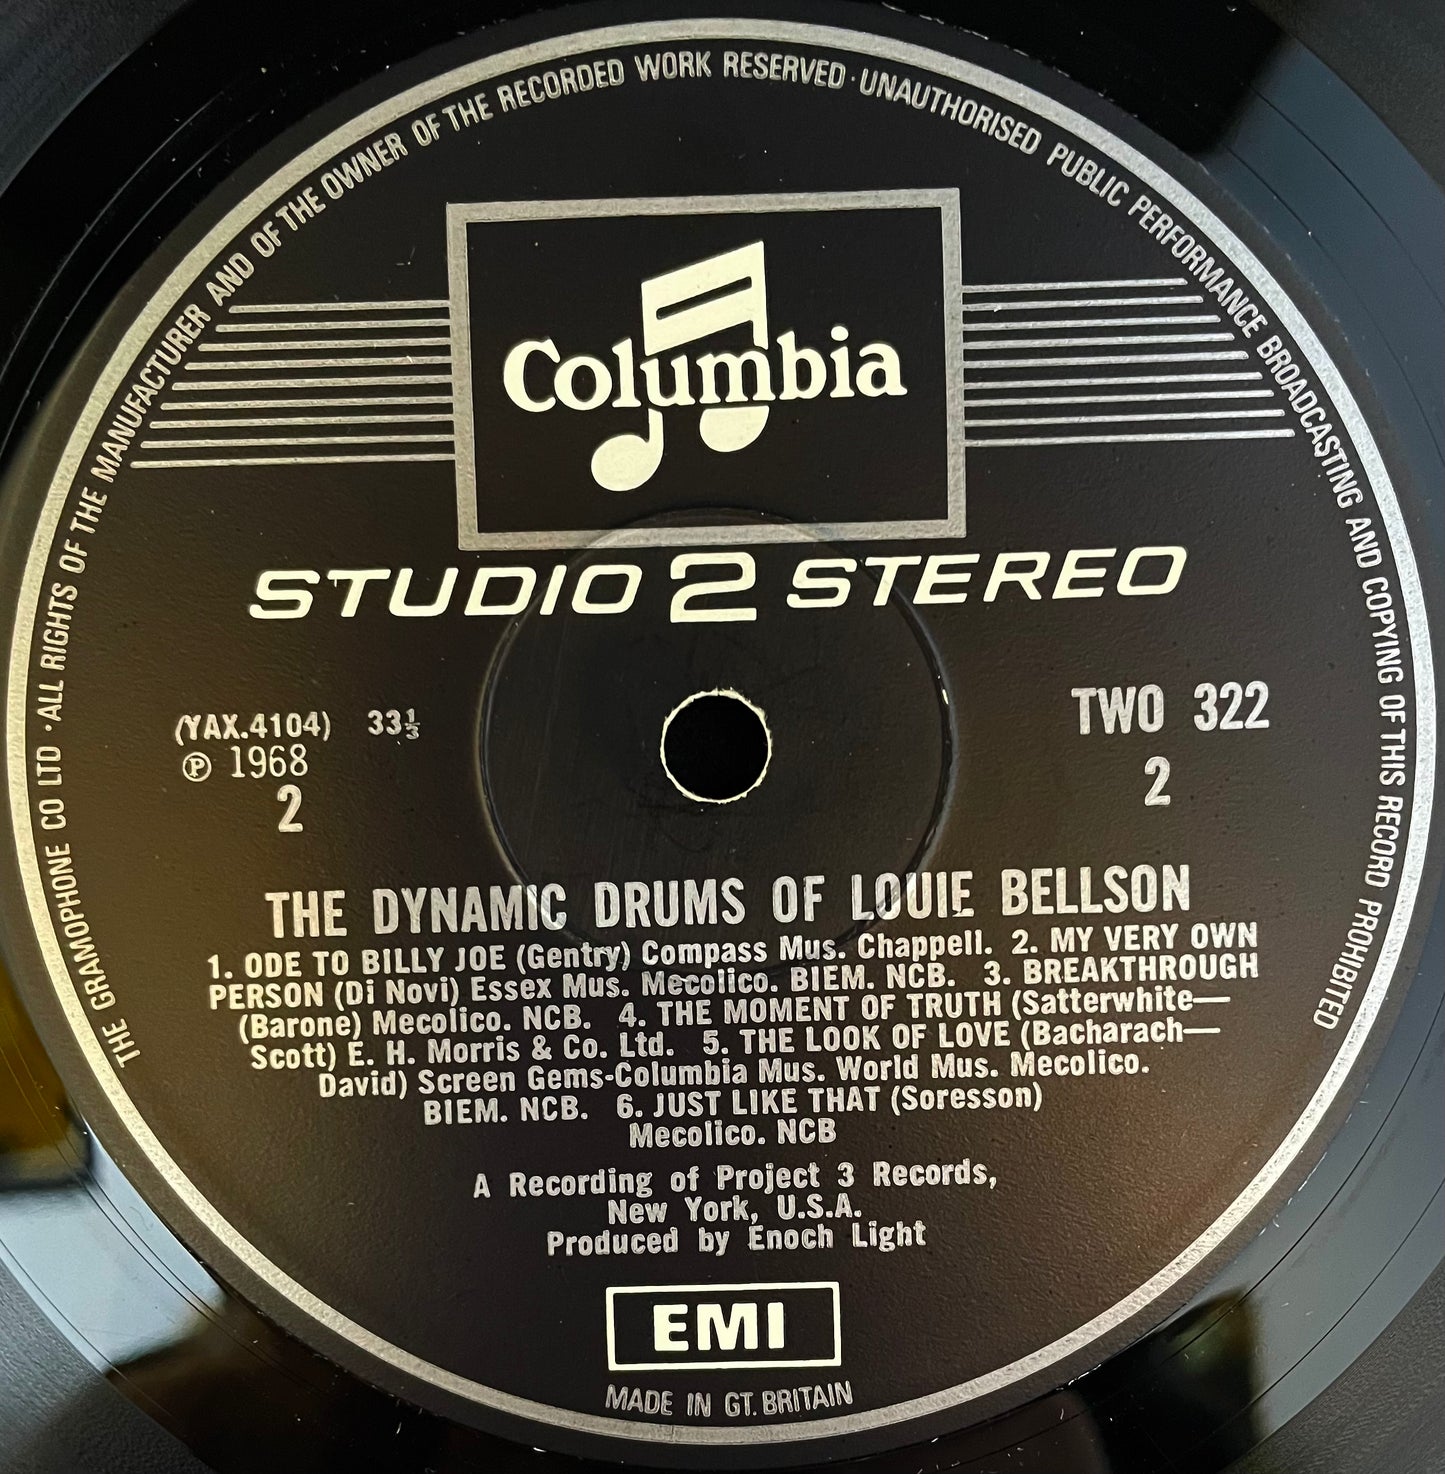 THE GRAMOPHONE CO LTD · ALL RIGHTS OF THE MANUFACTURER AND OF THE OWNER OF THE RECORDED WORK RESERVED · UNAUTHORISED PUBLIC PERFORMANCE BROADCASTING AND COPYING OF THIS RECORD PROHIBITED
Columbia
STUDIO 2 STEREO
(YAX.4104) 33⅓
℗ 1968
2
TWO 322
2
THE DYNAMIC DRUMS OF LOUIE BELLSON
1. ODE TO BILLY JOE (Gentry) Compass Mus. Chappell. 2. MY VERY OWN
PERSON (Di Novi) Essex Mus. Mecolico. BIEM. NCB. 3. BREAKTHROUGH
(Barone) Mecolico. NCB. 4. THE MOMENT OF TRUTH (Satterwhite—
Scott) E. H. Morris & Co. Ltd. 5. THE LOOK OF LOVE (Bacharach—
David) Screen Gems-Columbia Mus. World Mus. Mecolico.
BIEM. NCB. 6. JUST LIKE THAT (Soresson)
Mecolico. NCB
A Recording of Project 3 Records,
New York, U.S.A.
Produced by Enoch Light
EMI
MADE IN GT. BRITAIN